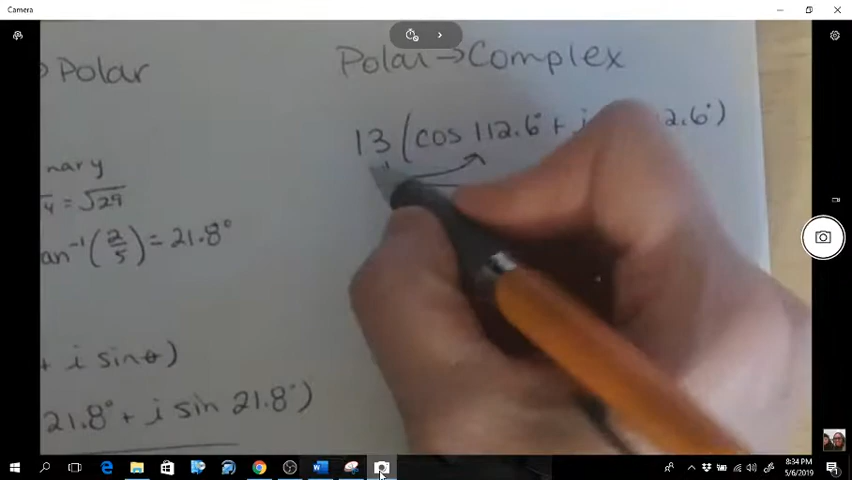 Camera
→Polar
Polar→Complex
13(cos 112.6° + i 2.6°)
nary
4 = √29
an⁻¹(2/5) = 21.8°
+ i sinθ)
21.8° + i sin 21.8°)
8:34 PM
5/6/2019